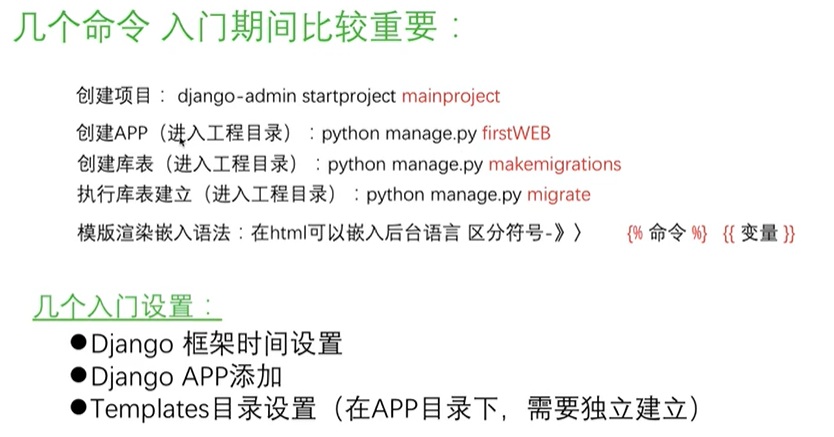 几个命令 入门期间比较重要：
创建项目： django-admin startproject mainproject
创建APP（进入工程目录）：python manage.py firstWEB
创建库表（进入工程目录）：python manage.py makemigrations
执行库表建立（进入工程目录）：python manage.py migrate
模版渲染嵌入语法：在html可以嵌入后台语言 区分符号-》〉 {% 命令 %} {{ 变量 }}
几个入门设置：
●Django 框架时间设置
●Django APP添加
●Templates目录设置（在APP目录下，需要独立建立）